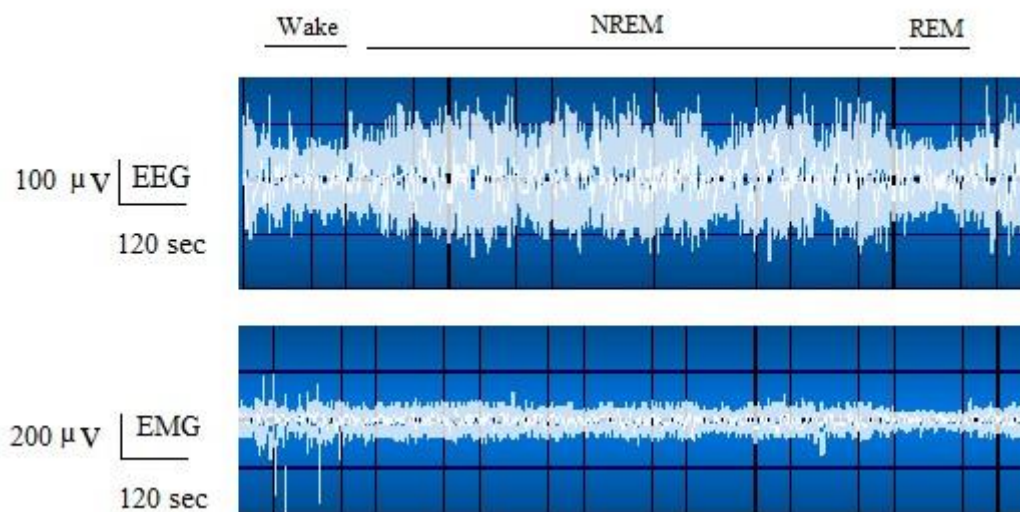 Wake NREM REM
100 μV EEG
120 sec
200 μV EMG
120 sec